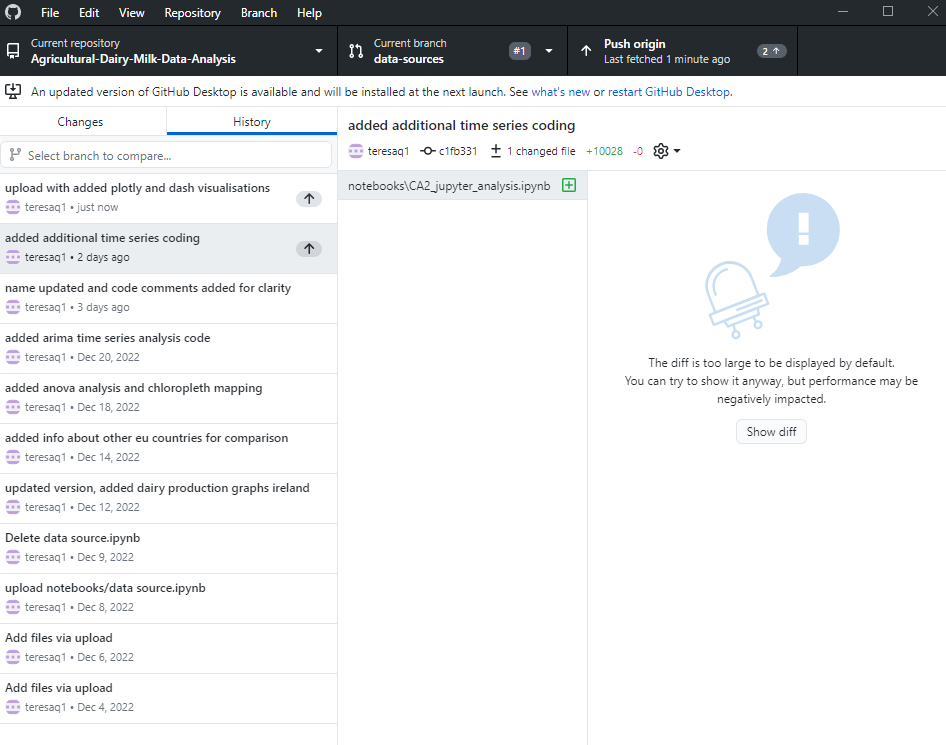 File Edit View Repository Branch Help
Current repository
Agricultural-Dairy-Milk-Data-Analysis
Current branch
data-sources
#1
Push origin
Last fetched 1 minute ago
2
An updated version of GitHub Desktop is available and will be installed at the next launch. See what's new or restart GitHub Desktop.
Changes
History
Select branch to compare...
upload with added plotly and dash visualisations
teresaq1 • just now
added additional time series coding
teresaq1 • 2 days ago
name updated and code comments added for clarity
teresaq1 • 3 days ago
added arima time series analysis code
teresaq1 • Dec 20, 2022
added anova analysis and chloropleth mapping
teresaq1 • Dec 18, 2022
added info about other eu countries for comparison
teresaq1 • Dec 14, 2022
updated version, added dairy production graphs ireland
teresaq1 • Dec 12, 2022
Delete data source.ipynb
teresaq1 • Dec 9, 2022
upload notebooks/data source.ipynb
teresaq1 • Dec 8, 2022
Add files via upload
teresaq1 • Dec 6, 2022
Add files via upload
teresaq1 • Dec 4, 2022
added additional time series coding
teresaq1 c1fb331 1 changed file +10028 -0
notebooks\CA2_jupyter_analysis.ipynb
The diff is too large to be displayed by default.
You can try to show it anyway, but performance may be
negatively impacted.
Show diff